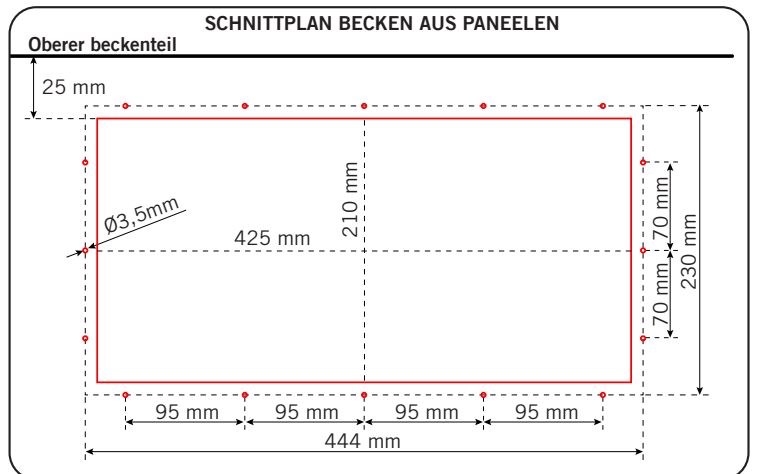 SCHNITTPLAN BECKEN AUS PANEELEN
Oberer beckenteil
25 mm
Ø3,5mm
210 mm
425 mm
70 mm
70 mm
230 mm
95 mm 95 mm 95 mm 95 mm
444 mm